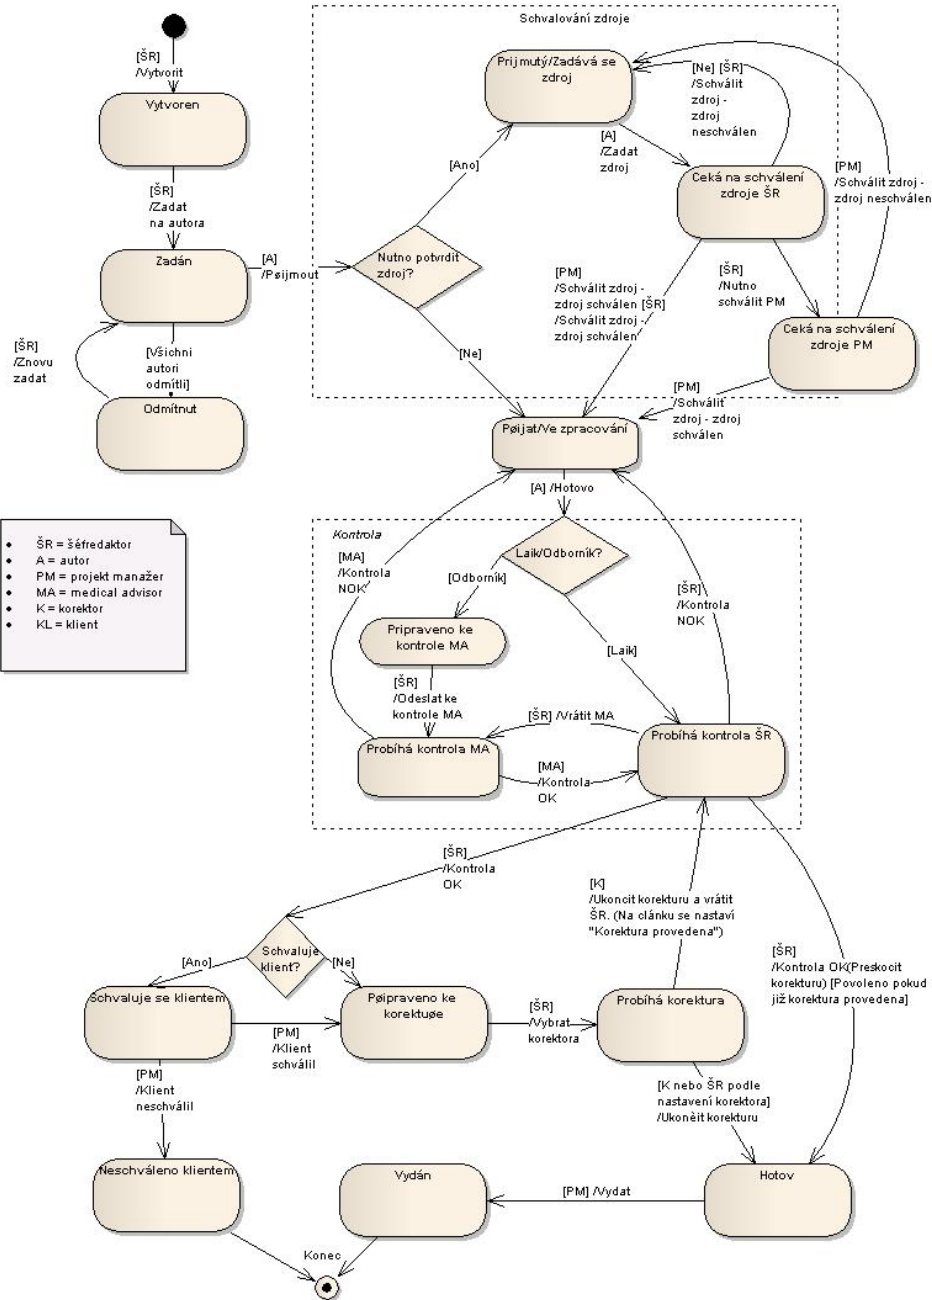 Schvalování zdroje
[ŠR]
/Vytvorit
Vytvoren
[ŠR]
/Zadat
na autora
Zadán
[A]
/Pøijmout
[ŠR]
/Znovu
zadat
[Všichni
autori
odmítli]
Odmítnut
Prijmutý/Zadává se
zdroj
[Ne] [ŠR]
/Schválit
zdroj -
zdroj
neschválen
[A]
/Zadat
zdroj
[Ano]
Ceká na schválení
zdroje ŠR
[PM]
/Schválit zdroj -
zdroj neschválen
Nutno potvrdit
zdroj?
[PM]
/Schválit zdroj -
zdroj schválen [ŠR]
/Schválit zdroj -
zdroj schválen
[ŠR]
/Nutno
schválit PM
Ceká na schválení
zdroje PM
[Ne]
[PM]
/Schválit
zdroj - zdroj
schválen
Pøijat/Ve zpracování
[A] /Hotovo
ŠR = šéfredaktor
A = autor
PM = projekt manažer
MA = medical advisor
K = korektor
KL = klient
Kontrola
[MA]
/Kontrola
NOK
Laik/Odborník?
[Odborník]
[ŠR]
/Kontrola
NOK
Pripraveno ke
kontrole MA
[Laik]
[ŠR]
/Odeslat ke
kontrole MA
[ŠR] /Vrátit MA
Probíhá kontrola MA
Probíhá kontrola ŠR
[MA]
/Kontrola
OK
[ŠR]
/Kontrola
OK
[K]
/Ukoncit korekturu a vrátit
ŠR. (Na clánku se nastaví
"Korektura provedena")
[ŠR]
/Kontrola OK(Preskocit
korekturu) [Povoleno pokud
již korektura provedena]
Schvaluje
klient?
[Ano]
[Ne]
Schvaluje se klientem
Pøipraveno ke
korektuøe
[ŠR]
/Vybrat
korektora
Probíhá korektura
[PM]
/Klient
schválil
[PM]
/Klient
neschválil
[K nebo ŠR podle
nastavení korektora]
/Ukonèit korekturu
Neschváleno klientem
Vydán
[PM] /Vydat
Hotov
Konec